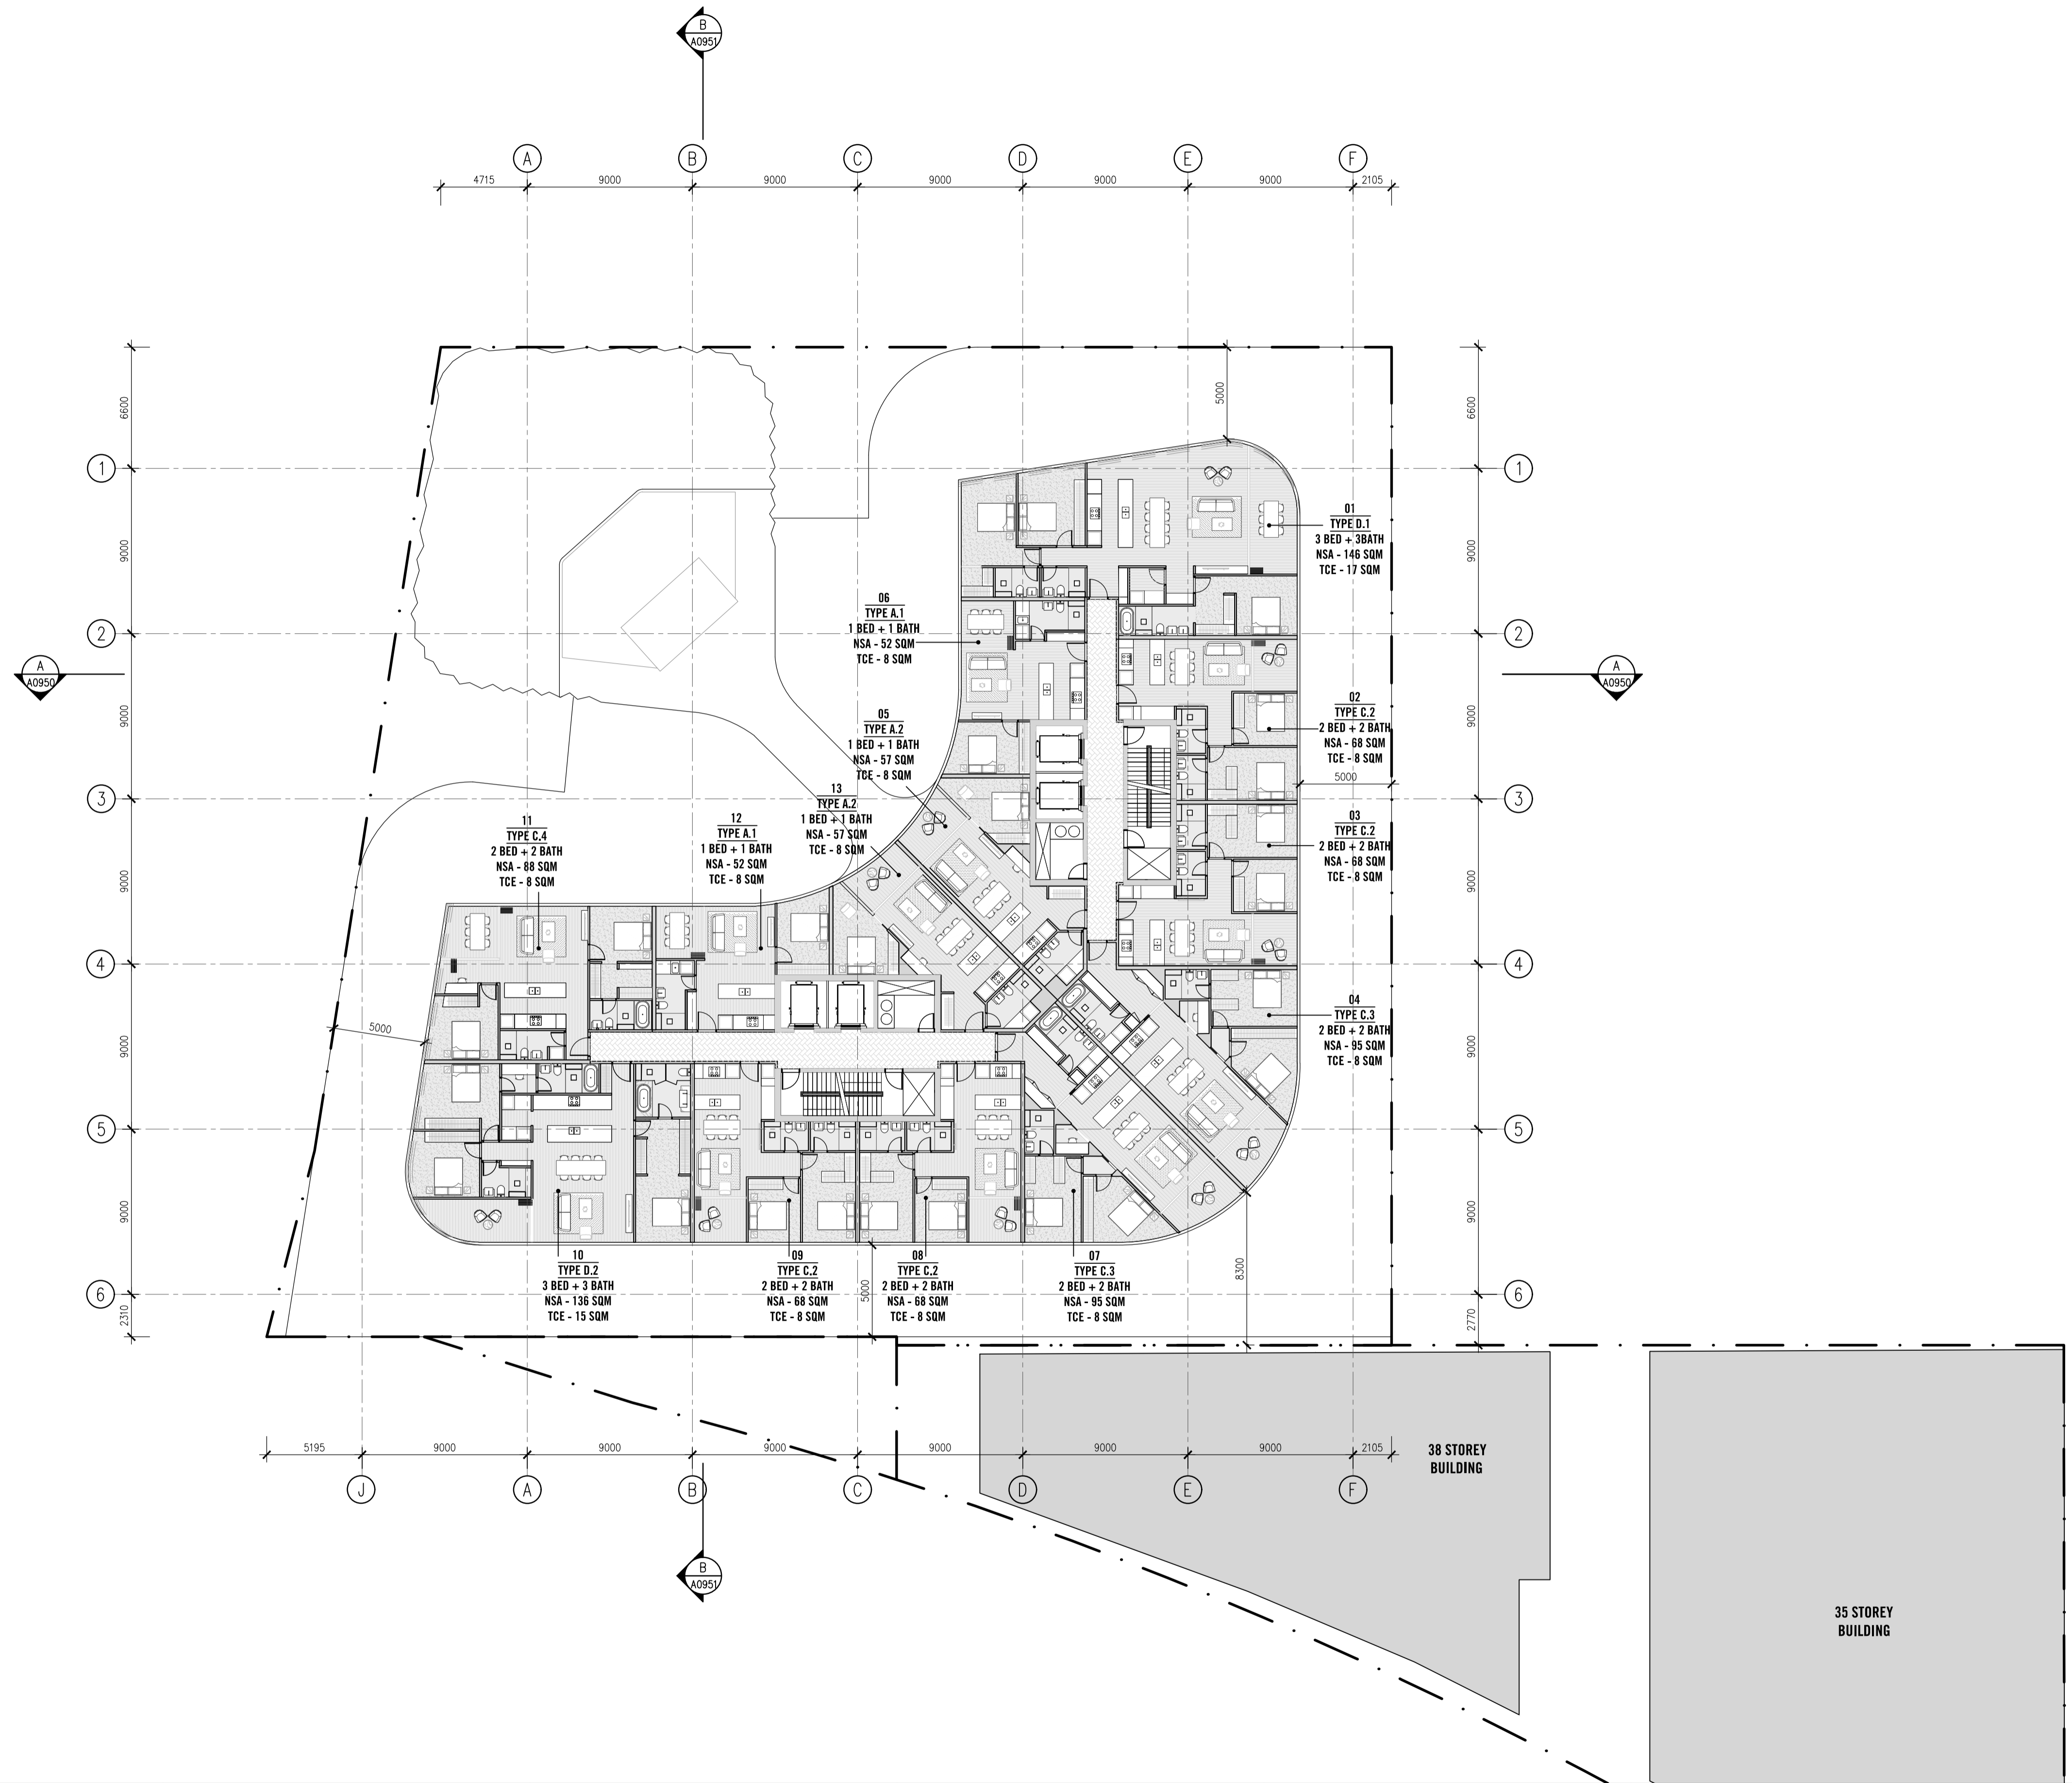 B
A0951
A
B
C
D
E
F
4715
9000
9000
9000
9000
9000
2105
6600
5000
6600
1
1
9000
01
TYPE D.1
3 BED + 3BATH
NSA - 146 SQM
TCE - 17 SQM
9000
06
TYPE A.1
1 BED + 1 BATH
NSA - 52 SQM
TCE - 8 SQM
2
2
A
A0950
A
A0950
9000
02
TYPE C.2
2 BED + 2 BATH
NSA - 68 SQM
TCE - 8 SQM
9000
05
TYPE A.2
1 BED + 1 BATH
NSA - 57 SQM
TCE - 8 SQM
5000
3
3
13
TYPE A.2
1 BED + 1 BATH
NSA - 57 SQM
TCE - 8 SQM
11
TYPE C.4
2 BED + 2 BATH
NSA - 88 SQM
TCE - 8 SQM
12
TYPE A.1
1 BED + 1 BATH
NSA - 52 SQM
TCE - 8 SQM
03
TYPE C.2
2 BED + 2 BATH
NSA - 68 SQM
TCE - 8 SQM
9000
9000
4
4
04
TYPE C.3
2 BED + 2 BATH
NSA - 95 SQM
TCE - 8 SQM
5000
9000
9000
5
5
9000
9000
10
TYPE D.2
3 BED + 3 BATH
NSA - 136 SQM
TCE - 15 SQM
09
TYPE C.2
2 BED + 2 BATH
NSA - 68 SQM
TCE - 8 SQM
5000
08
TYPE C.2
2 BED + 2 BATH
NSA - 68 SQM
TCE - 8 SQM
07
TYPE C.3
2 BED + 2 BATH
NSA - 95 SQM
TCE - 8 SQM
8300
6
6
2310
2770
5195
9000
9000
9000
9000
9000
9000
2105
38 STOREY
BUILDING
J
A
B
C
D
E
F
B
A0951
35 STOREY
BUILDING